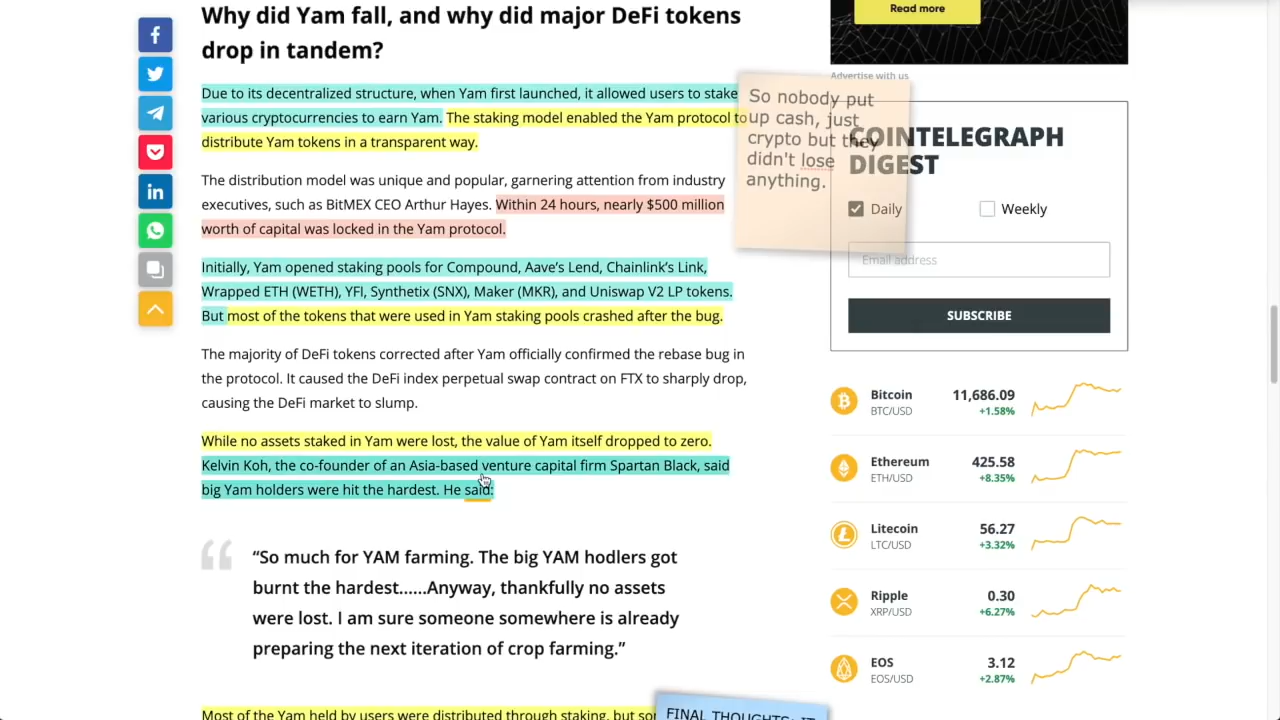 Why did Yam fall, and why did major DeFi tokens
drop in tandem?
Due to its decentralized structure, when Yam first launched, it allowed users to stake
various cryptocurrencies to earn Yam. The staking model enabled the Yam protocol to
distribute Yam tokens in a transparent way.
The distribution model was unique and popular, garnering attention from industry
executives, such as BitMEX CEO Arthur Hayes. Within 24 hours, nearly $500 million
worth of capital was locked in the Yam protocol.
Initially, Yam opened staking pools for Compound, Aave’s Lend, Chainlink’s Link,
Wrapped ETH (WETH), YFI, Synthetix (SNX), Maker (MKR), and Uniswap V2 LP tokens.
But most of the tokens that were used in Yam staking pools crashed after the bug.
The majority of DeFi tokens corrected after Yam officially confirmed the rebase bug in
the protocol. It caused the DeFi index perpetual swap contract on FTX to sharply drop,
causing the DeFi market to slump.
While no assets staked in Yam were lost, the value of Yam itself dropped to zero.
Kelvin Koh, the co-founder of an Asia-based venture capital firm Spartan Black, said
big Yam holders were hit the hardest. He said:
“So much for YAM farming. The big YAM hodlers got
burnt the hardest……Anyway, thankfully no assets
were lost. I am sure someone somewhere is already
preparing the next iteration of crop farming.”
Most of the Yam held by users were distributed through staking, but
FINAL THOUGHTS: IT
So nobody put
up cash, just
crypto but they
didn't lose
anything.
Read more
Advertise with us
COINTELEGRAPH
DIGEST
Daily
Weekly
Email address
SUBSCRIBE
Bitcoin 11,686.09
BTC/USD +1.58%
Ethereum 425.58
ETH/USD +8.35%
Litecoin 56.27
LTC/USD +3.32%
Ripple 0.30
XRP/USD +6.27%
EOS 3.12
EOS/USD +2.87%